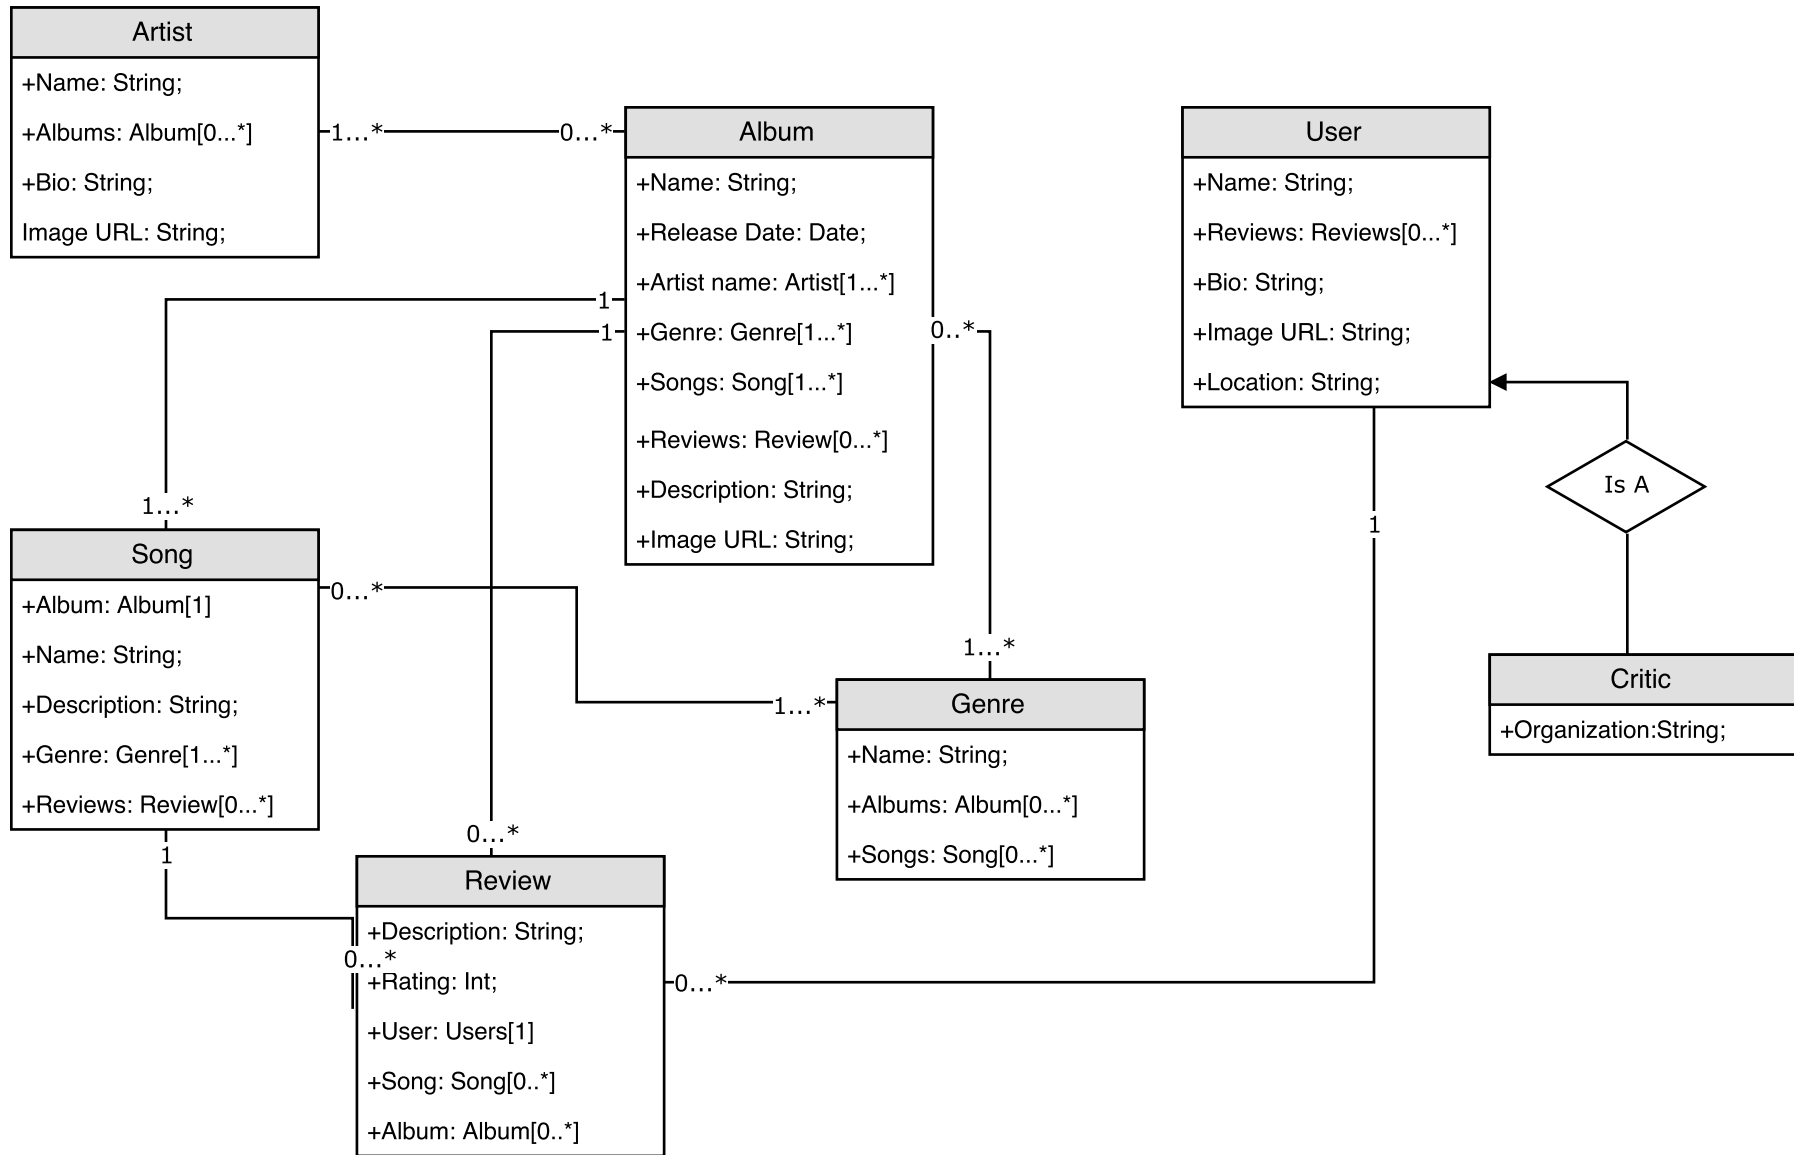 Artist
+Name: String;
+Albums: Album[0...*]
+Bio: String;
Image URL: String;
1...*
0...*
Album
+Name: String;
+Release Date: Date;
+Artist name: Artist[1...*]
+Genre: Genre[1...*]
+Songs: Song[1...*]
+Reviews: Review[0...*]
+Description: String;
+Image URL: String;
User
+Name: String;
+Reviews: Reviews[0...*]
+Bio: String;
+Image URL: String;
+Location: String;
1
1
0..*
Is A
1
1...*
Song
+Album: Album[1]
+Name: String;
+Description: String;
+Genre: Genre[1...*]
+Reviews: Review[0...*]
0...*
1...*
1...*
Genre
+Name: String;
+Albums: Album[0...*]
+Songs: Song[0...*]
Critic
+Organization:String;
1
0...*
Review
+Description: String;
+Rating: Int;
+User: Users[1]
+Song: Song[0..*]
+Album: Album[0..*]
0...*
0...*